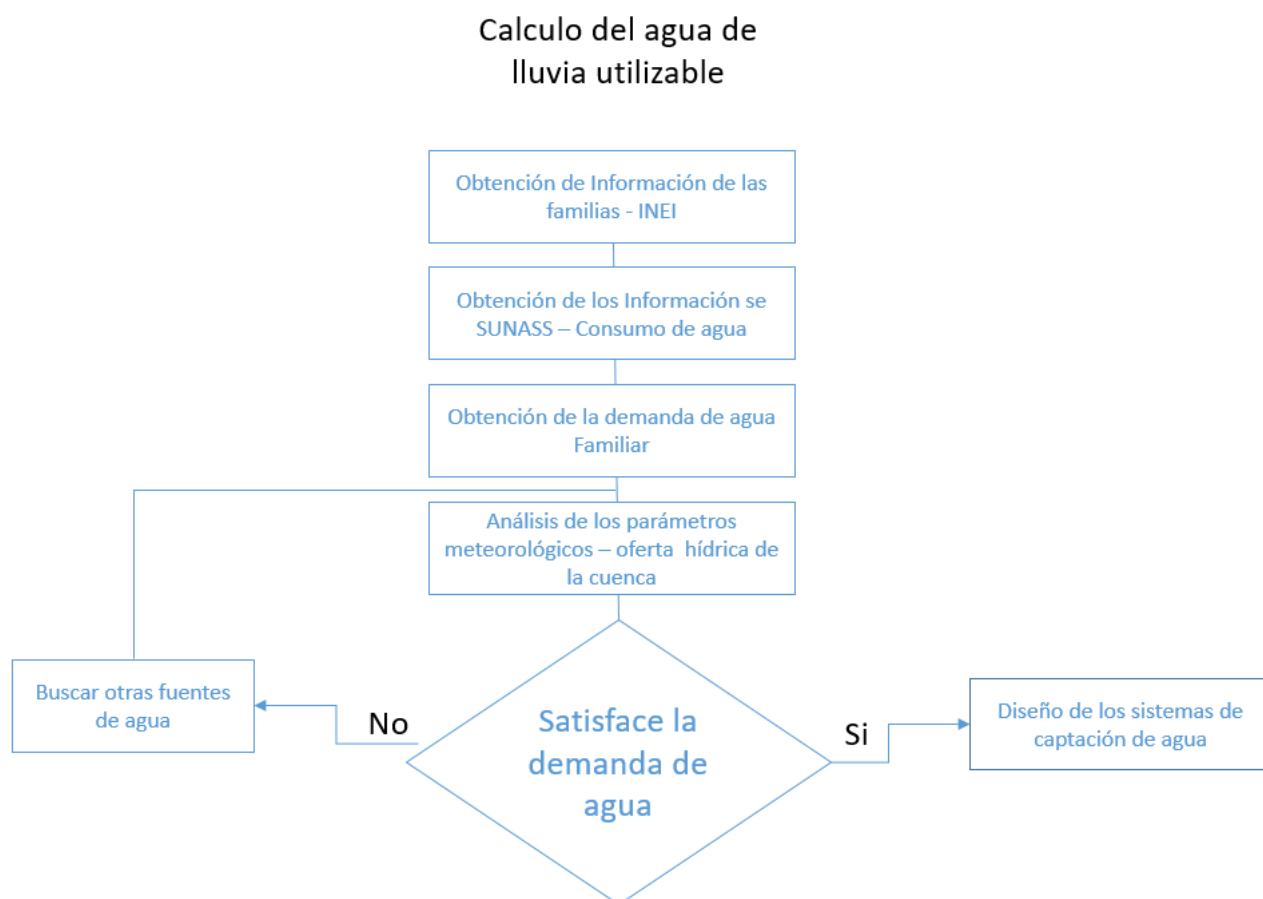 Calculo del agua de
lluvia utilizable
Obtención de Información de las
familias - INEI
Obtención de los Información se
SUNASS – Consumo de agua
Obtención de la demanda de agua
Familiar
Análisis de los parámetros
meteorológicos – oferta hídrica de
la cuenca
Buscar otras fuentes
de agua
No
Satisface la
demanda de
agua
Si
Diseño de los sistemas de
captación de agua